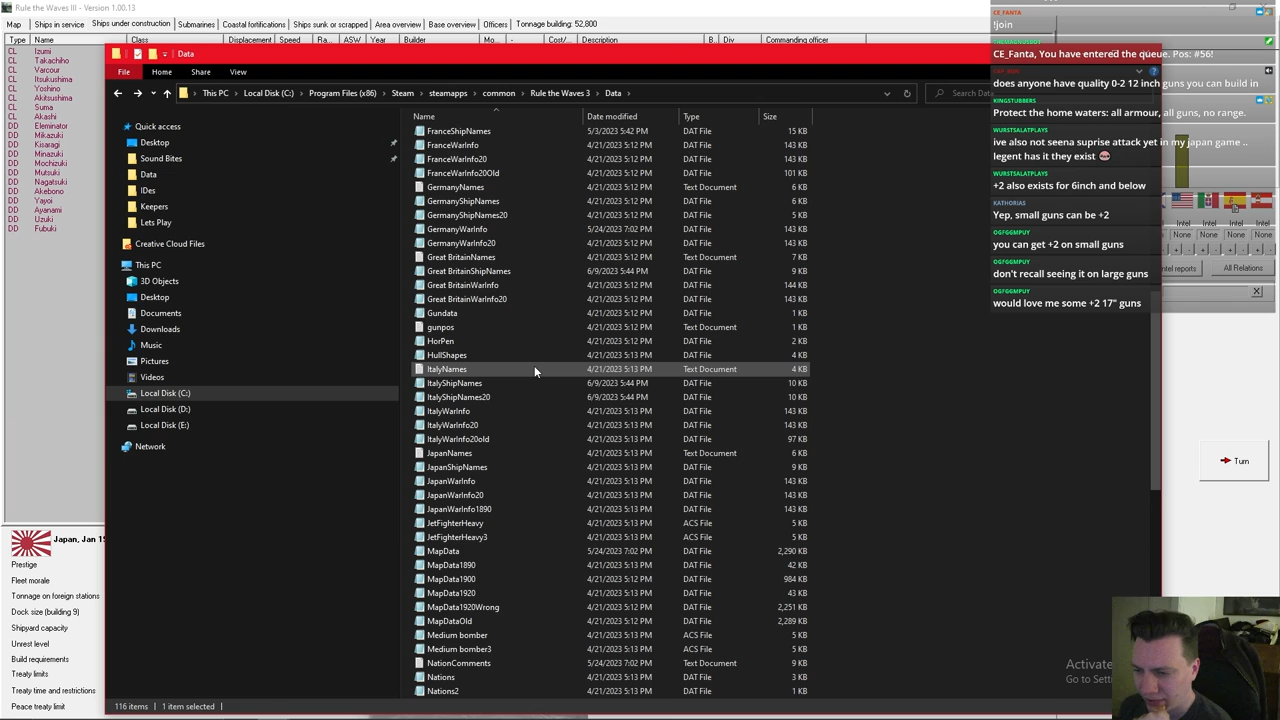 Rule the Waves III - Version 1.00.13
Map Ships in service Ships under construction Submarines Coastal fortifications Ships sunk or scrapped Area overview Base overview Officers Tonnage building: 52,800
Type Name Class Displacement Speed Ra... ASW Year Builder Mo... - Cost/... Description B... Div Commanding officer
CL Izumi
CL Takachiho
CL Varcour
CL Itsukushima
CL Yoshino
CL Akitsushima
CL Suma
CL Akashi
DD Eleminator
DD Mikazuki
DD Kisaragi
DD Minazuki
DD Mochizuki
DD Mutsuki
DD Nagatsuki
DD Akebono
DD Yayoi
DD Ayanami
DD Uzuki
DD Fubuki
Data
File Home Share View
This PC Local Disk (C:) Program Files (x86) Steam steamapps common Rule the Waves 3 Data
Name Date modified Type Size
Quick access
Desktop
Sound Bites
Data
IDes
Keepers
Lets Play
Creative Cloud Files
This PC
3D Objects
Desktop
Documents
Downloads
Music
Pictures
Videos
Local Disk (C:)
Local Disk (D:)
Local Disk (E:)
Network
FranceShipNames 5/3/2023 5:42 PM DAT File 15 KB
FranceWarInfo 4/21/2023 5:12 PM DAT File 143 KB
FranceWarInfo20 4/21/2023 5:12 PM DAT File 143 KB
FranceWarInfo20Old 4/21/2023 5:12 PM DAT File 101 KB
GermanyNames 4/21/2023 5:12 PM Text Document 6 KB
GermanyShipNames 4/21/2023 5:12 PM DAT File 6 KB
GermanyShipNames20 4/21/2023 5:12 PM DAT File 5 KB
GermanyWarInfo 5/24/2023 7:02 PM DAT File 143 KB
GermanyWarInfo20 4/21/2023 5:12 PM DAT File 143 KB
Great BritainNames 4/21/2023 5:12 PM Text Document 7 KB
Great BritainShipNames 6/9/2023 5:44 PM DAT File 9 KB
Great BritainWarInfo 4/21/2023 5:12 PM DAT File 144 KB
Great BritainWarInfo20 4/21/2023 5:12 PM DAT File 143 KB
Gundata 4/21/2023 5:12 PM DAT File 1 KB
gunpos 4/21/2023 5:12 PM Text Document 1 KB
HorPen 4/21/2023 5:12 PM DAT File 2 KB
HullShapes 4/21/2023 5:13 PM DAT File 4 KB
ItalyNames 4/21/2023 5:13 PM Text Document 4 KB
ItalyShipNames 6/9/2023 5:44 PM DAT File 10 KB
ItalyShipNames20 6/9/2023 5:44 PM DAT File 10 KB
ItalyWarInfo 4/21/2023 5:13 PM DAT File 143 KB
ItalyWarInfo20 4/21/2023 5:13 PM DAT File 143 KB
ItalyWarInfo20old 4/21/2023 5:13 PM DAT File 97 KB
JapanNames 4/21/2023 5:13 PM Text Document 6 KB
JapanShipNames 4/21/2023 5:13 PM DAT File 9 KB
JapanWarInfo 4/21/2023 5:13 PM DAT File 143 KB
JapanWarInfo20 4/21/2023 5:13 PM DAT File 143 KB
JapanWarInfo1890 4/21/2023 5:13 PM DAT File 143 KB
JetFighterHeavy 4/21/2023 5:13 PM ACS File 5 KB
JetFighterHeavy3 4/21/2023 5:13 PM ACS File 5 KB
MapData 5/24/2023 7:02 PM DAT File 2,290 KB
MapData1890 4/21/2023 5:13 PM DAT File 42 KB
MapData1900 4/21/2023 5:12 PM DAT File 984 KB
MapData1920 4/21/2023 5:13 PM DAT File 43 KB
MapData1920Wrong 4/21/2023 5:12 PM DAT File 2,251 KB
MapDataOld 4/21/2023 5:12 PM DAT File 2,289 KB
Medium bomber 4/21/2023 5:13 PM ACS File 5 KB
Medium bomber3 4/21/2023 5:13 PM ACS File 5 KB
NationComments 5/24/2023 7:02 PM Text Document 9 KB
Nations 4/21/2023 5:13 PM DAT File 3 KB
Nations2 4/21/2023 5:13 PM DAT File 1 KB
116 items 1 item selected
Japan, Jan 1
Prestige
Fleet morale
Tonnage on foreign stations
Dock size (building 9)
Shipyard capacity
Unrest level
Build requirements
Treaty limits
Treaty time and restrictions
Peace treaty limit
CE_FANTA
!join
CE_Fanta, You have entered the queue. Pos: #56!
does anyone have quality 0-2 12 inch guns you can build in
KINGSTUBBERS
Protect the home waters: all armour, all guns, no range.
WURSTSALATPLAYS
ive also not seena suprise attack yet in my japan game ..
legent has it they exist
WURSTSALATPLAYS
+2 also exists for 6inch and below
KATHORIAS
Yep, small guns can be +2
OGFGGMPUY
you can get +2 on small guns
OGFGGMPUY
don't recall seeing it on large guns
OGFGGMPUY
would love me some +2 17" guns
Intel Intel Intel Intel
None None None None
ntel reports All Relations
Turn
Activate
Go to Sett